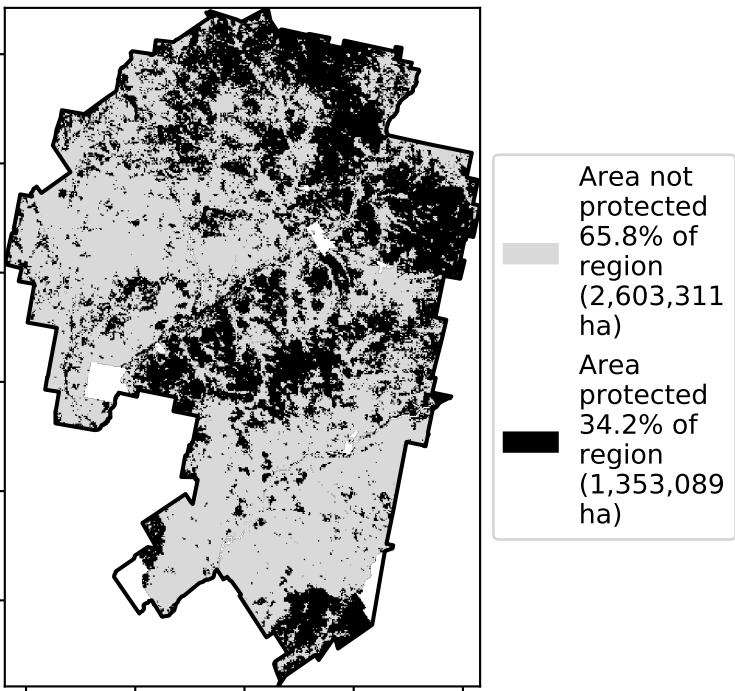 Area not
protected
65.8% of
region
(2,603,311
ha)
Area
protected
34.2% of
region
(1,353,089
ha)